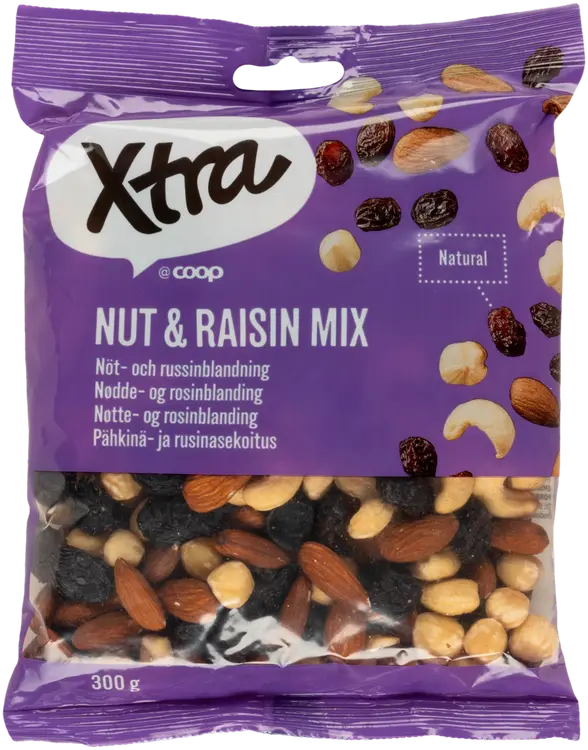 Xtra
@coop
Natural
NUT & RAISIN MIX
Nöt- och russinblandning
Nødde- og rosinblanding
Nøtte- og rosinblanding
Pähkinä- ja rusinasekoitus
300 g